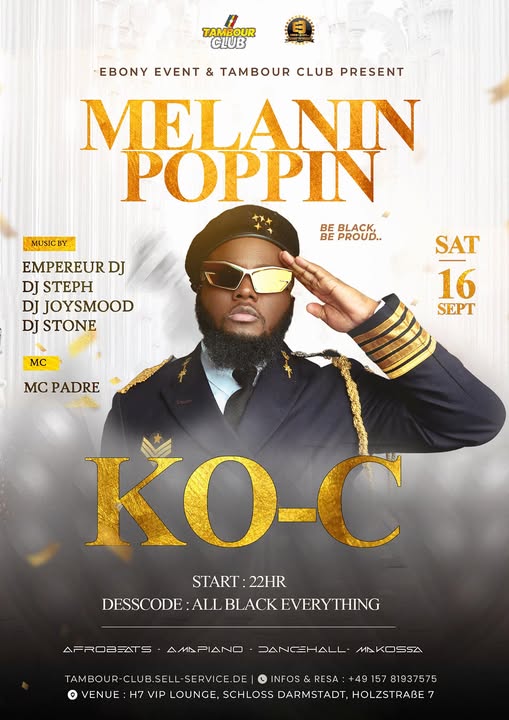 TAMBOUR
CLUB
EBONY EVENT & TAMBOUR CLUB PRESENT
MELANIN
POPPIN
BE BLACK,
BE PROUD..
MUSIC BY
EMPEREUR DJ
DJ STEPH
DJ JOYSMOOD
DJ STONE
MC
MC PADRE
SAT
16
SEPT
KO-C
START : 22HR
DESSCODE : ALL BLACK EVERYTHING
AFROBEATS · AMAPIANO · DANCEHALL · MAKOSSA
TAMBOUR-CLUB.SELL-SERVICE.DE | INFOS & RESA : +49 157 81937575
VENUE : H7 VIP LOUNGE, SCHLOSS DARMSTADT, HOLZSTRAßE 7